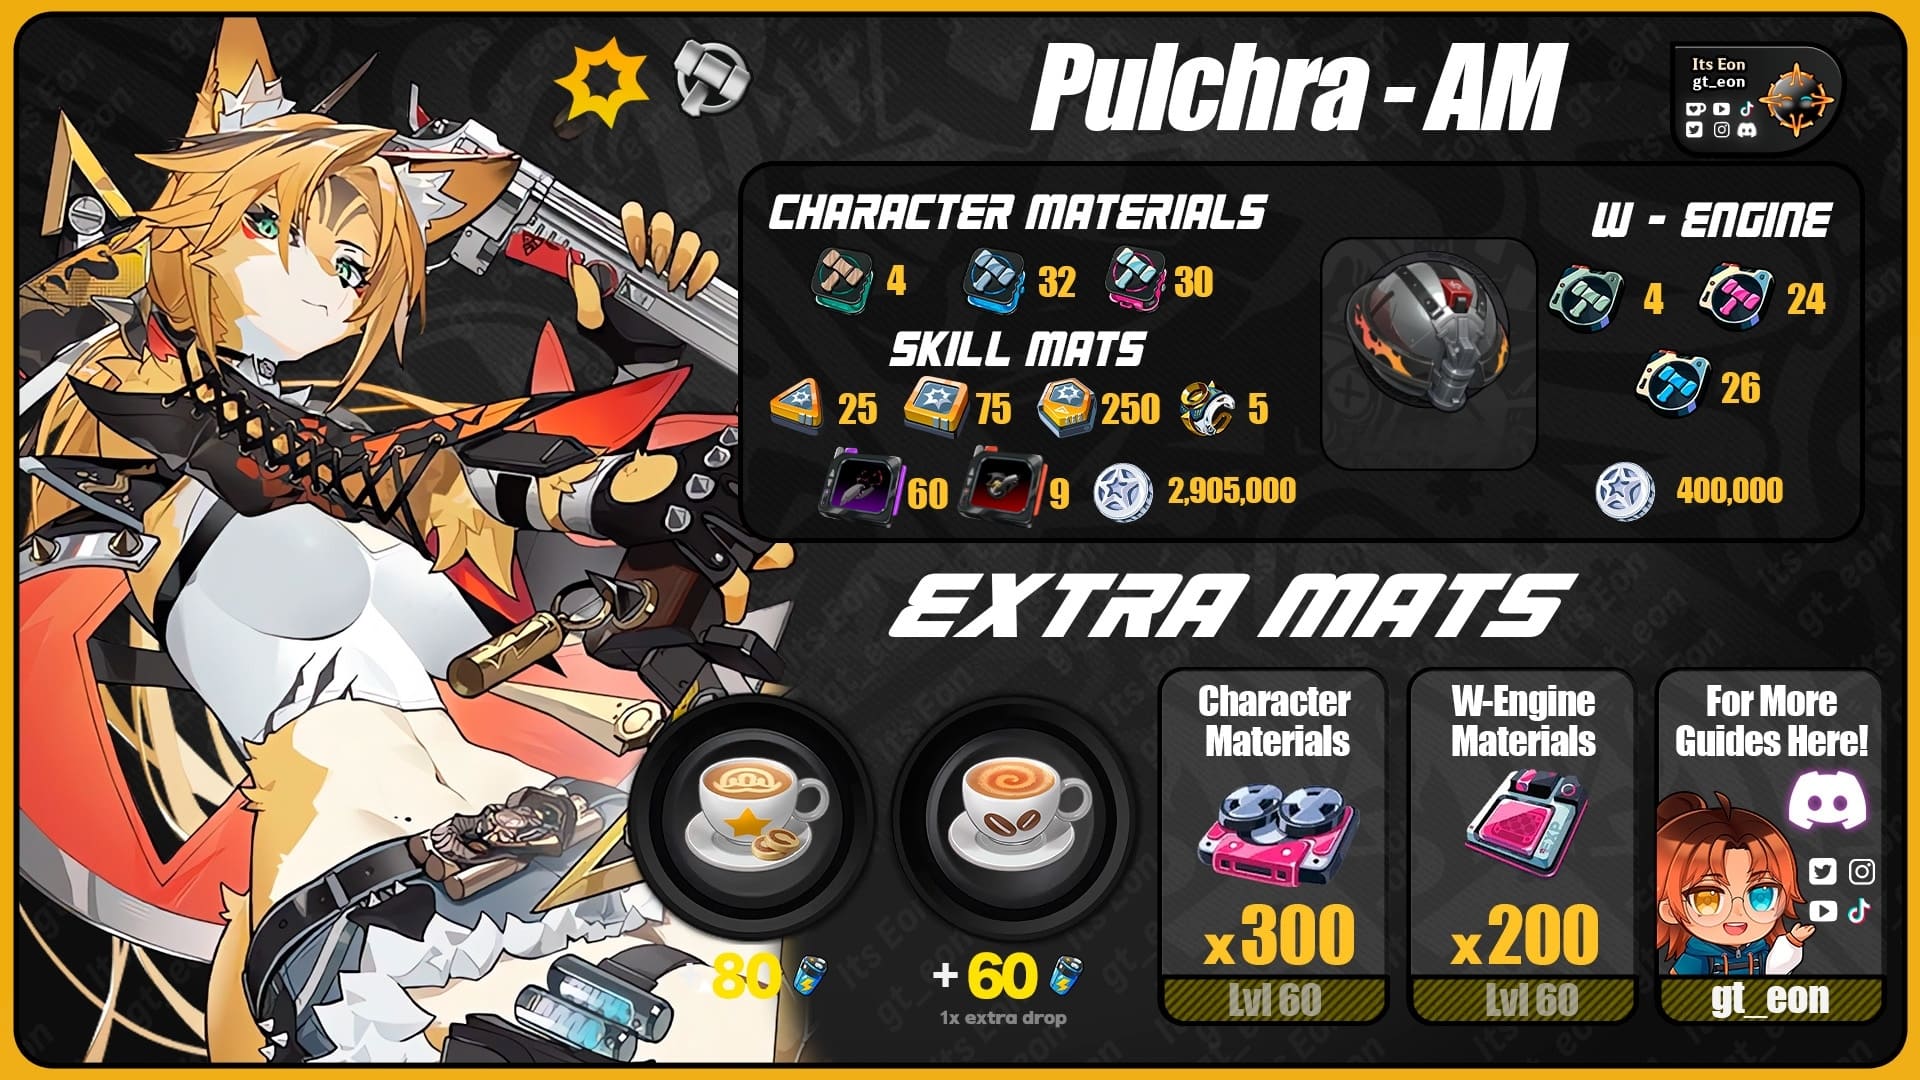 Pulchra - AM
Its Eon
gt_eon
CHARACTER MATERIALS
4 32 30
SKILL MATS
25 75 250 5
60 9 2,905,000
W - ENGINE
4 24
26
400,000
EXTRA MATS
80
+ 60
1x extra drop
Character
Materials
x300
Lvl 60
W-Engine
Materials
x200
Lvl 60
For More
Guides Here!
gt_eon